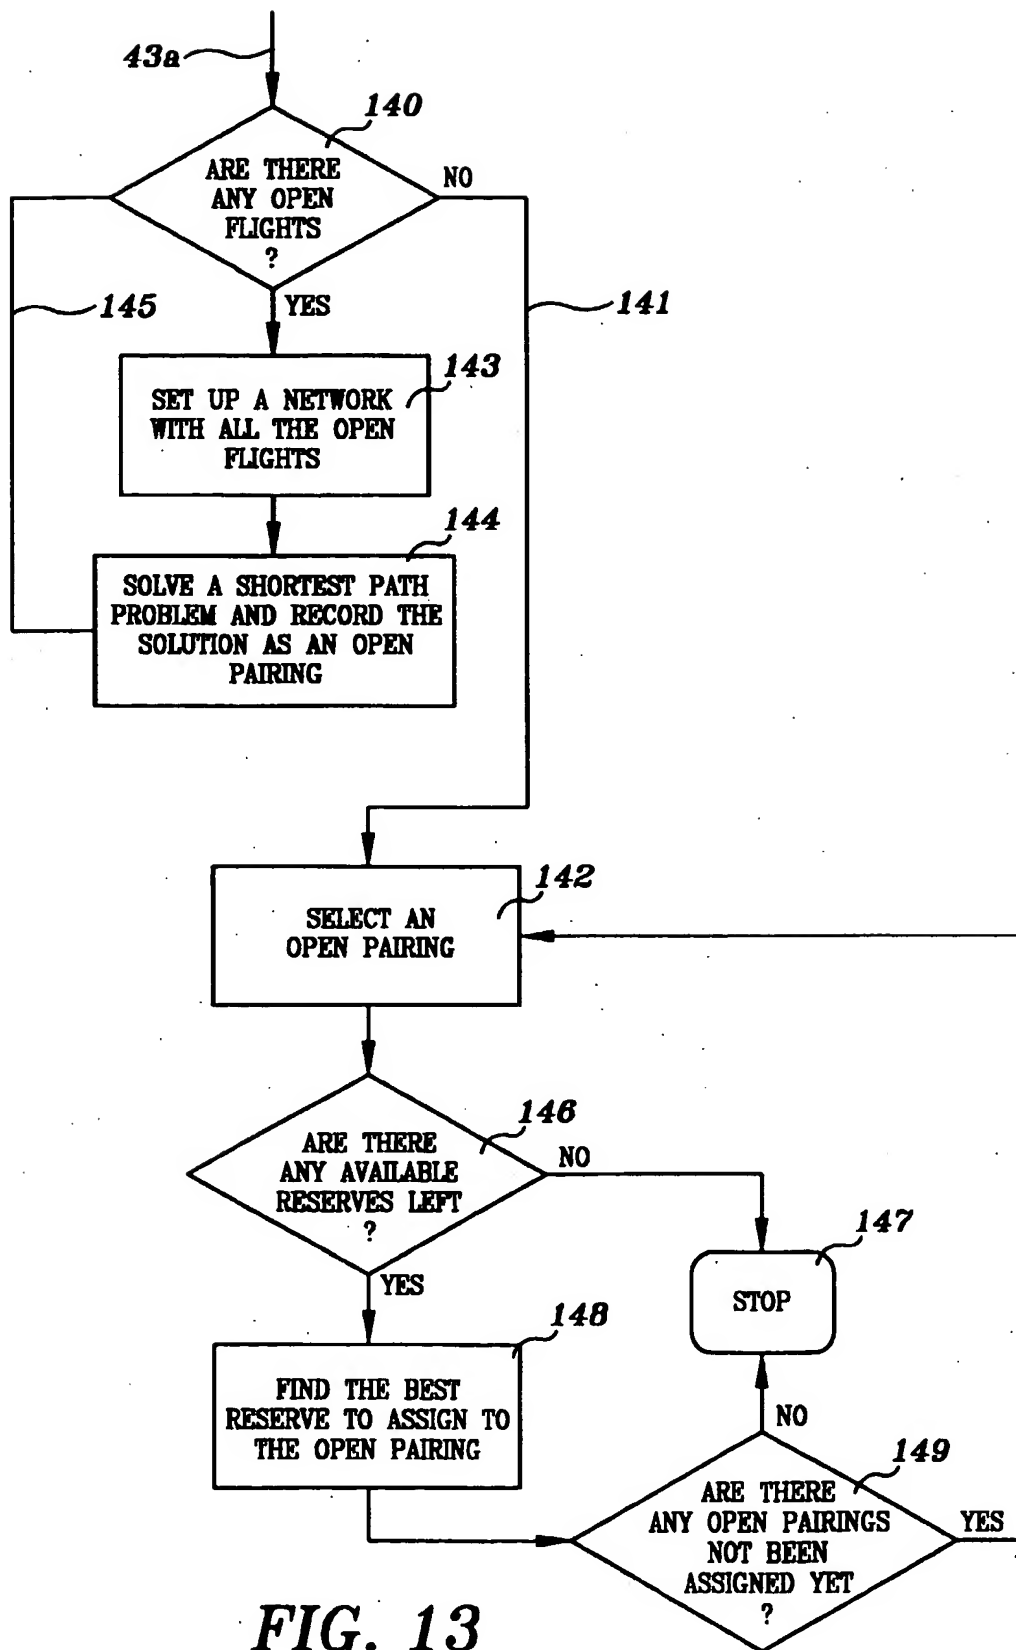 43a
140
ARE THERE
ANY OPEN
FLIGHTS
?
NO
YES
145
141
143
SET UP A NETWORK
WITH ALL THE OPEN
FLIGHTS
144
SOLVE A SHORTEST PATH
PROBLEM AND RECORD THE
SOLUTION AS AN OPEN
PAIRING
142
SELECT AN
OPEN PAIRING
146
ARE THERE
ANY AVAILABLE
RESERVES LEFT
?
NO
YES
147
STOP
148
FIND THE BEST
RESERVE TO ASSIGN TO
THE OPEN PAIRING
NO
149
ARE THERE
ANY OPEN PAIRINGS
NOT BEEN
ASSIGNED YET
?
YES
FIG. 13